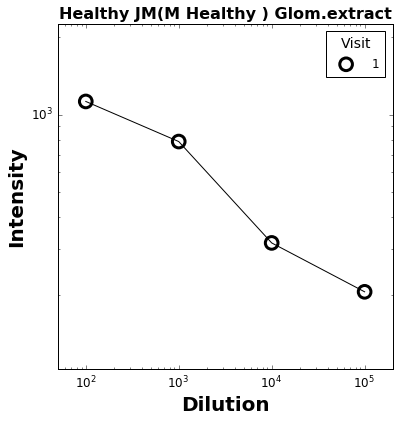 Healthy JM(M Healthy ) Glom.extract
Visit
1
10³
Intensity
10² 10³ 10⁴ 10⁵
Dilution